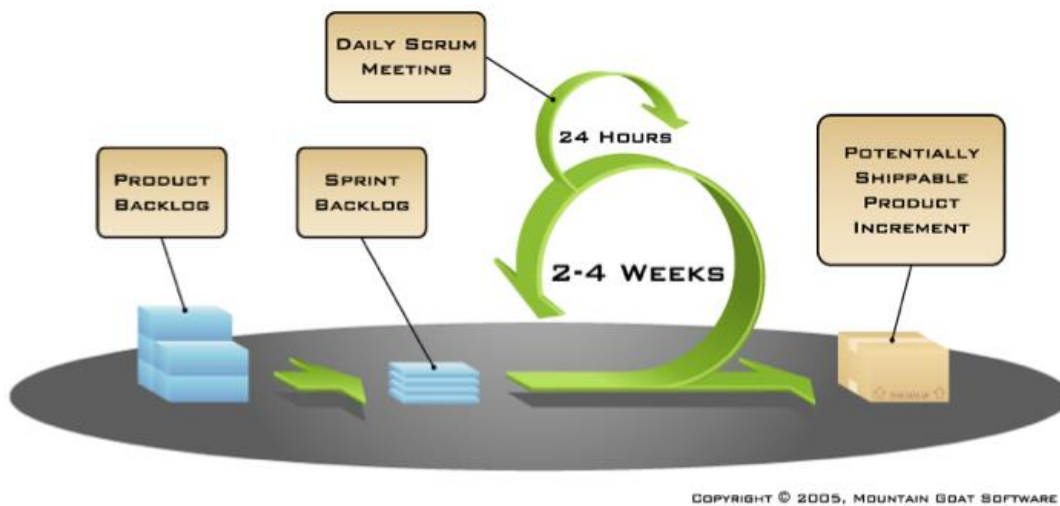 DAILY SCRUM
MEETING
24 HOURS
PRODUCT
BACKLOG
SPRINT
BACKLOG
POTENTIALLY
SHIPPABLE
PRODUCT
INCREMENT
2-4 WEEKS
COPYRIGHT © 2005, MOUNTAIN GOAT SOFTWARE